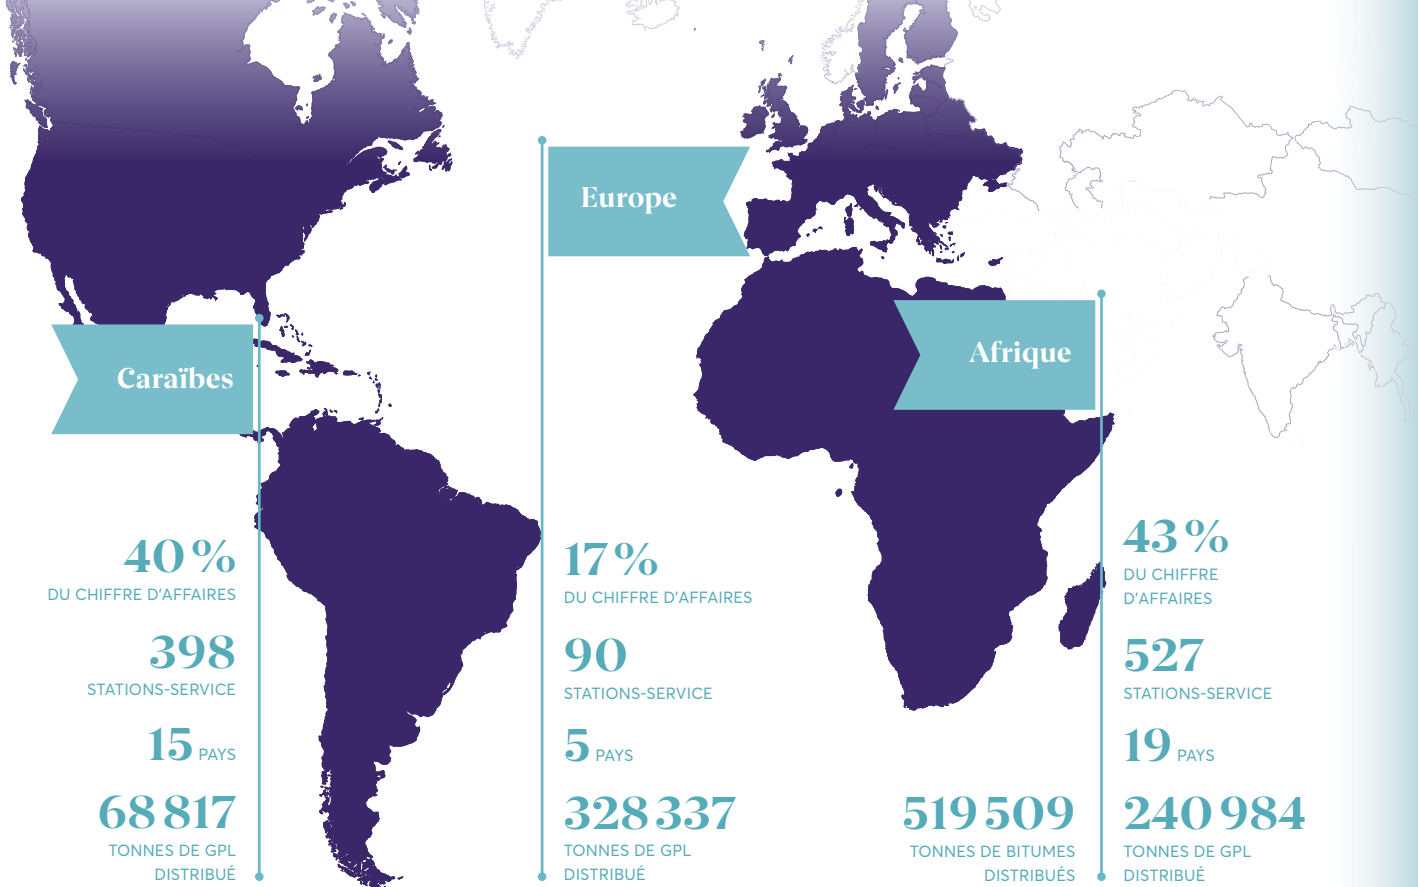 Europe
Afrique
Caraïbes
40 %
DU CHIFFRE D'AFFAIRES
398
STATIONS-SERVICE
15 PAYS
68 817
TONNES DE GPL
DISTRIBUÉ
17 %
DU CHIFFRE D'AFFAIRES
90
STATIONS-SERVICE
5 PAYS
328 337
TONNES DE GPL
DISTRIBUÉ
519 509
TONNES DE BITUMES
DISTRIBUÉS
43 %
DU CHIFFRE
D'AFFAIRES
527
STATIONS-SERVICE
19 PAYS
240 984
TONNES DE GPL
DISTRIBUÉ